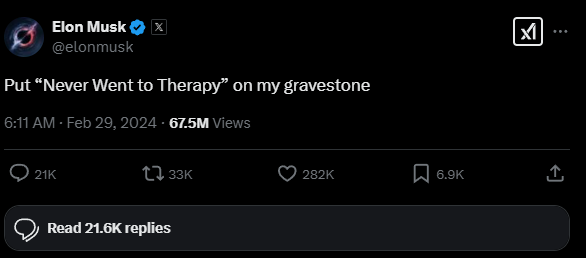 Elon Musk
@elonmusk
Put “Never Went to Therapy” on my gravestone
6:11 AM · Feb 29, 2024 · 67.5M Views
21K 33K 282K 6.9K
Read 21.6K replies